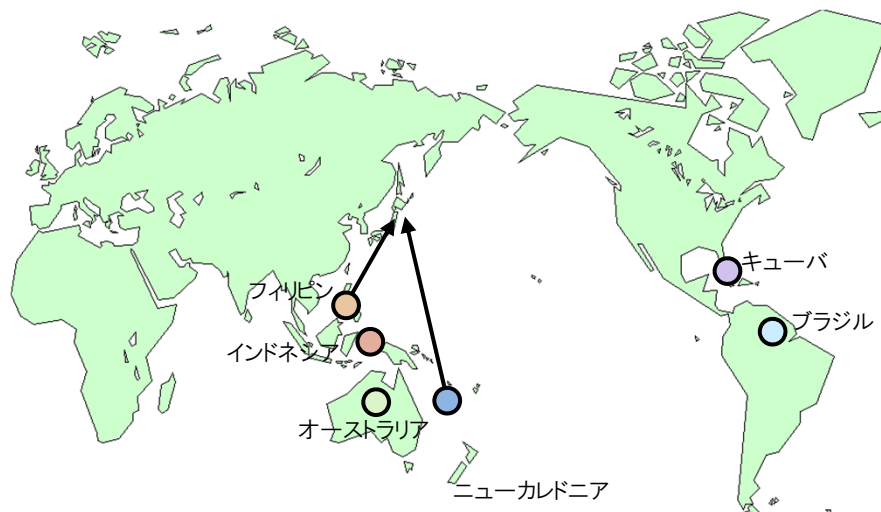 キューバ
フィリピン
ブラジル
インドネシア
オーストラリア
ニューカレドニア